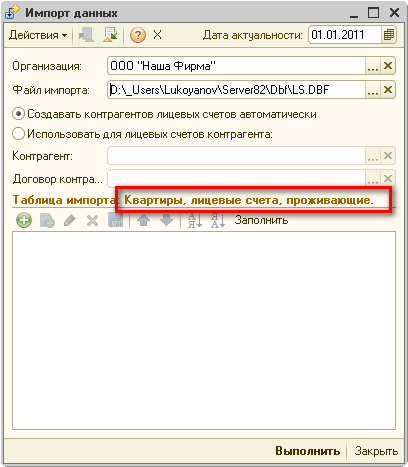 Импорт данных
Действия Дата актуальности: 01.01.2011
Организация: ООО "Наша Фирма"
Файл импорта: D:\_Users\Lukoyanov\Server82\Dbf\LS.DBF
Создавать контрагентов лицевых счетов автоматически
Использовать для лицевых счетов контрагента:
Контрагент:
Договор контра...
Таблица импорта: Квартиры, лицевые счета, проживающие.
Заполнить
Выполнить Закрыть